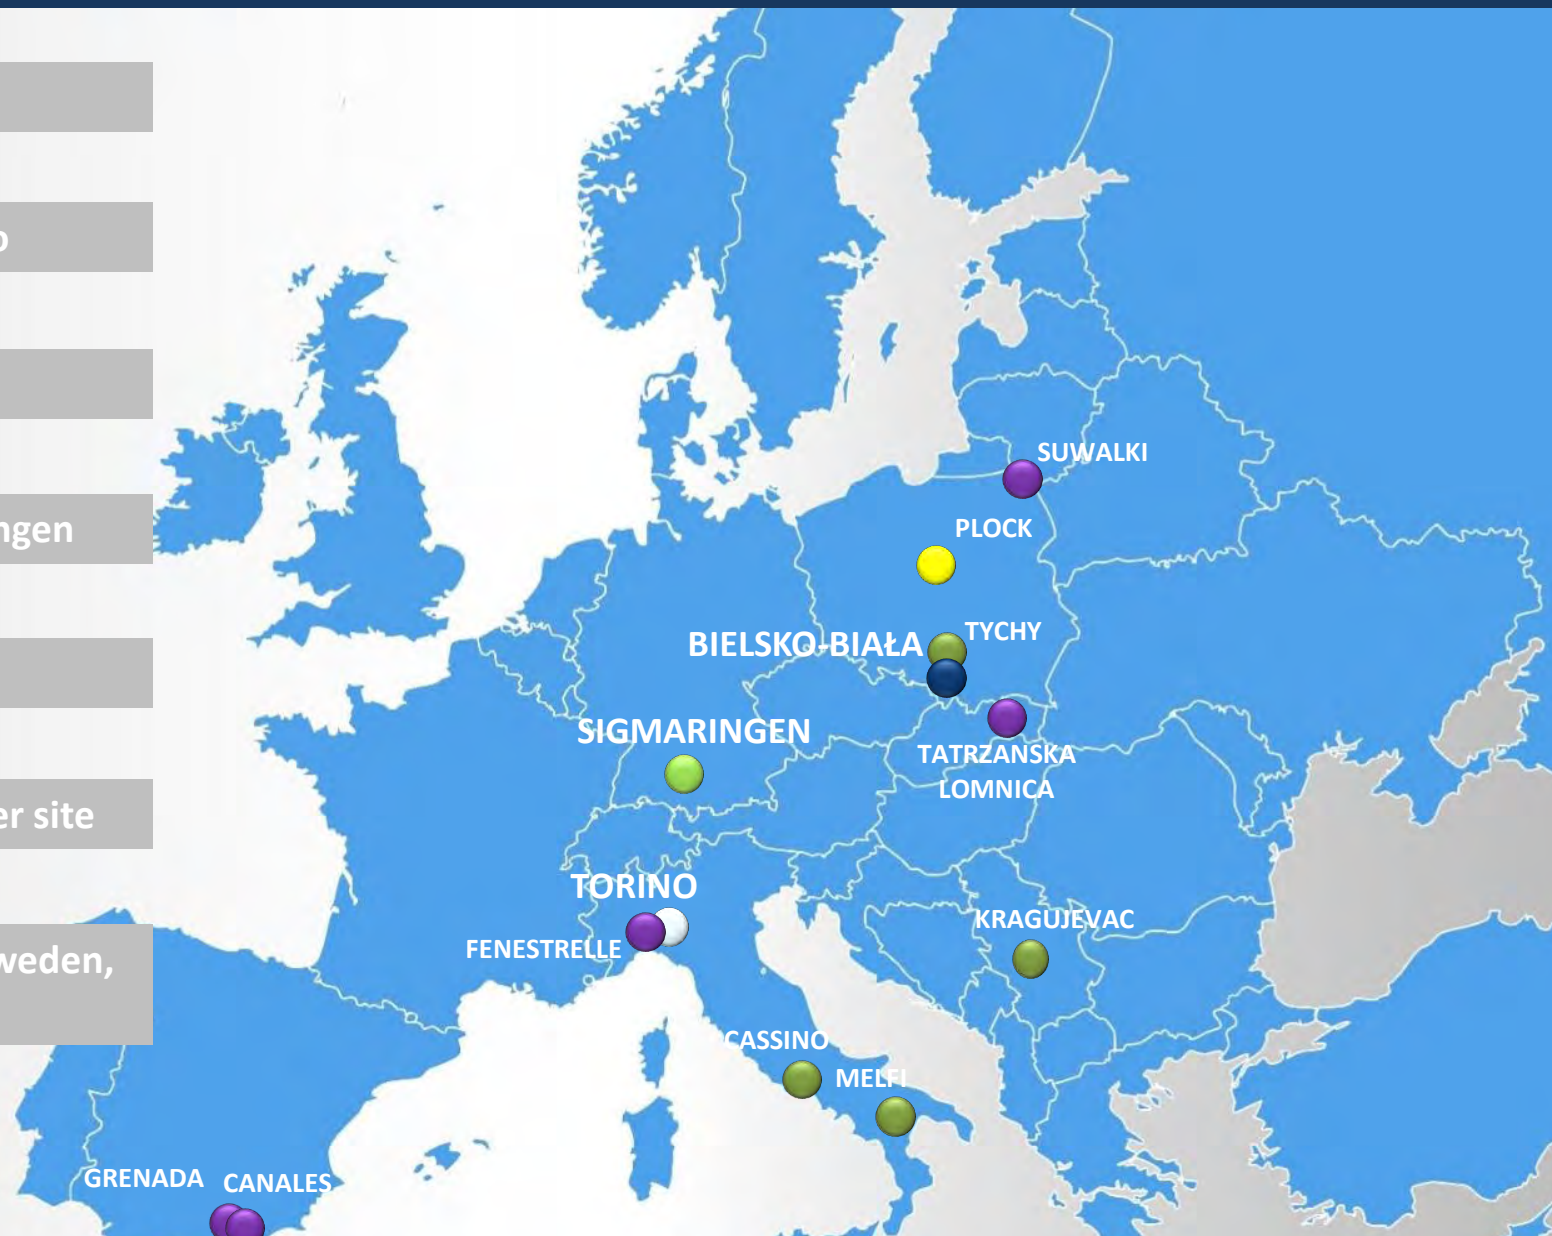 ngen
er site
weden,
SUWALKI
PLOCK
TYCHY
BIELSKO-BIAŁA
SIGMARINGEN
TATRZANSKA
LOMNICA
TORINO
FENESTRELLE
KRAGUJEVAC
CASSINO
MELFI
GRENADA
CANALES